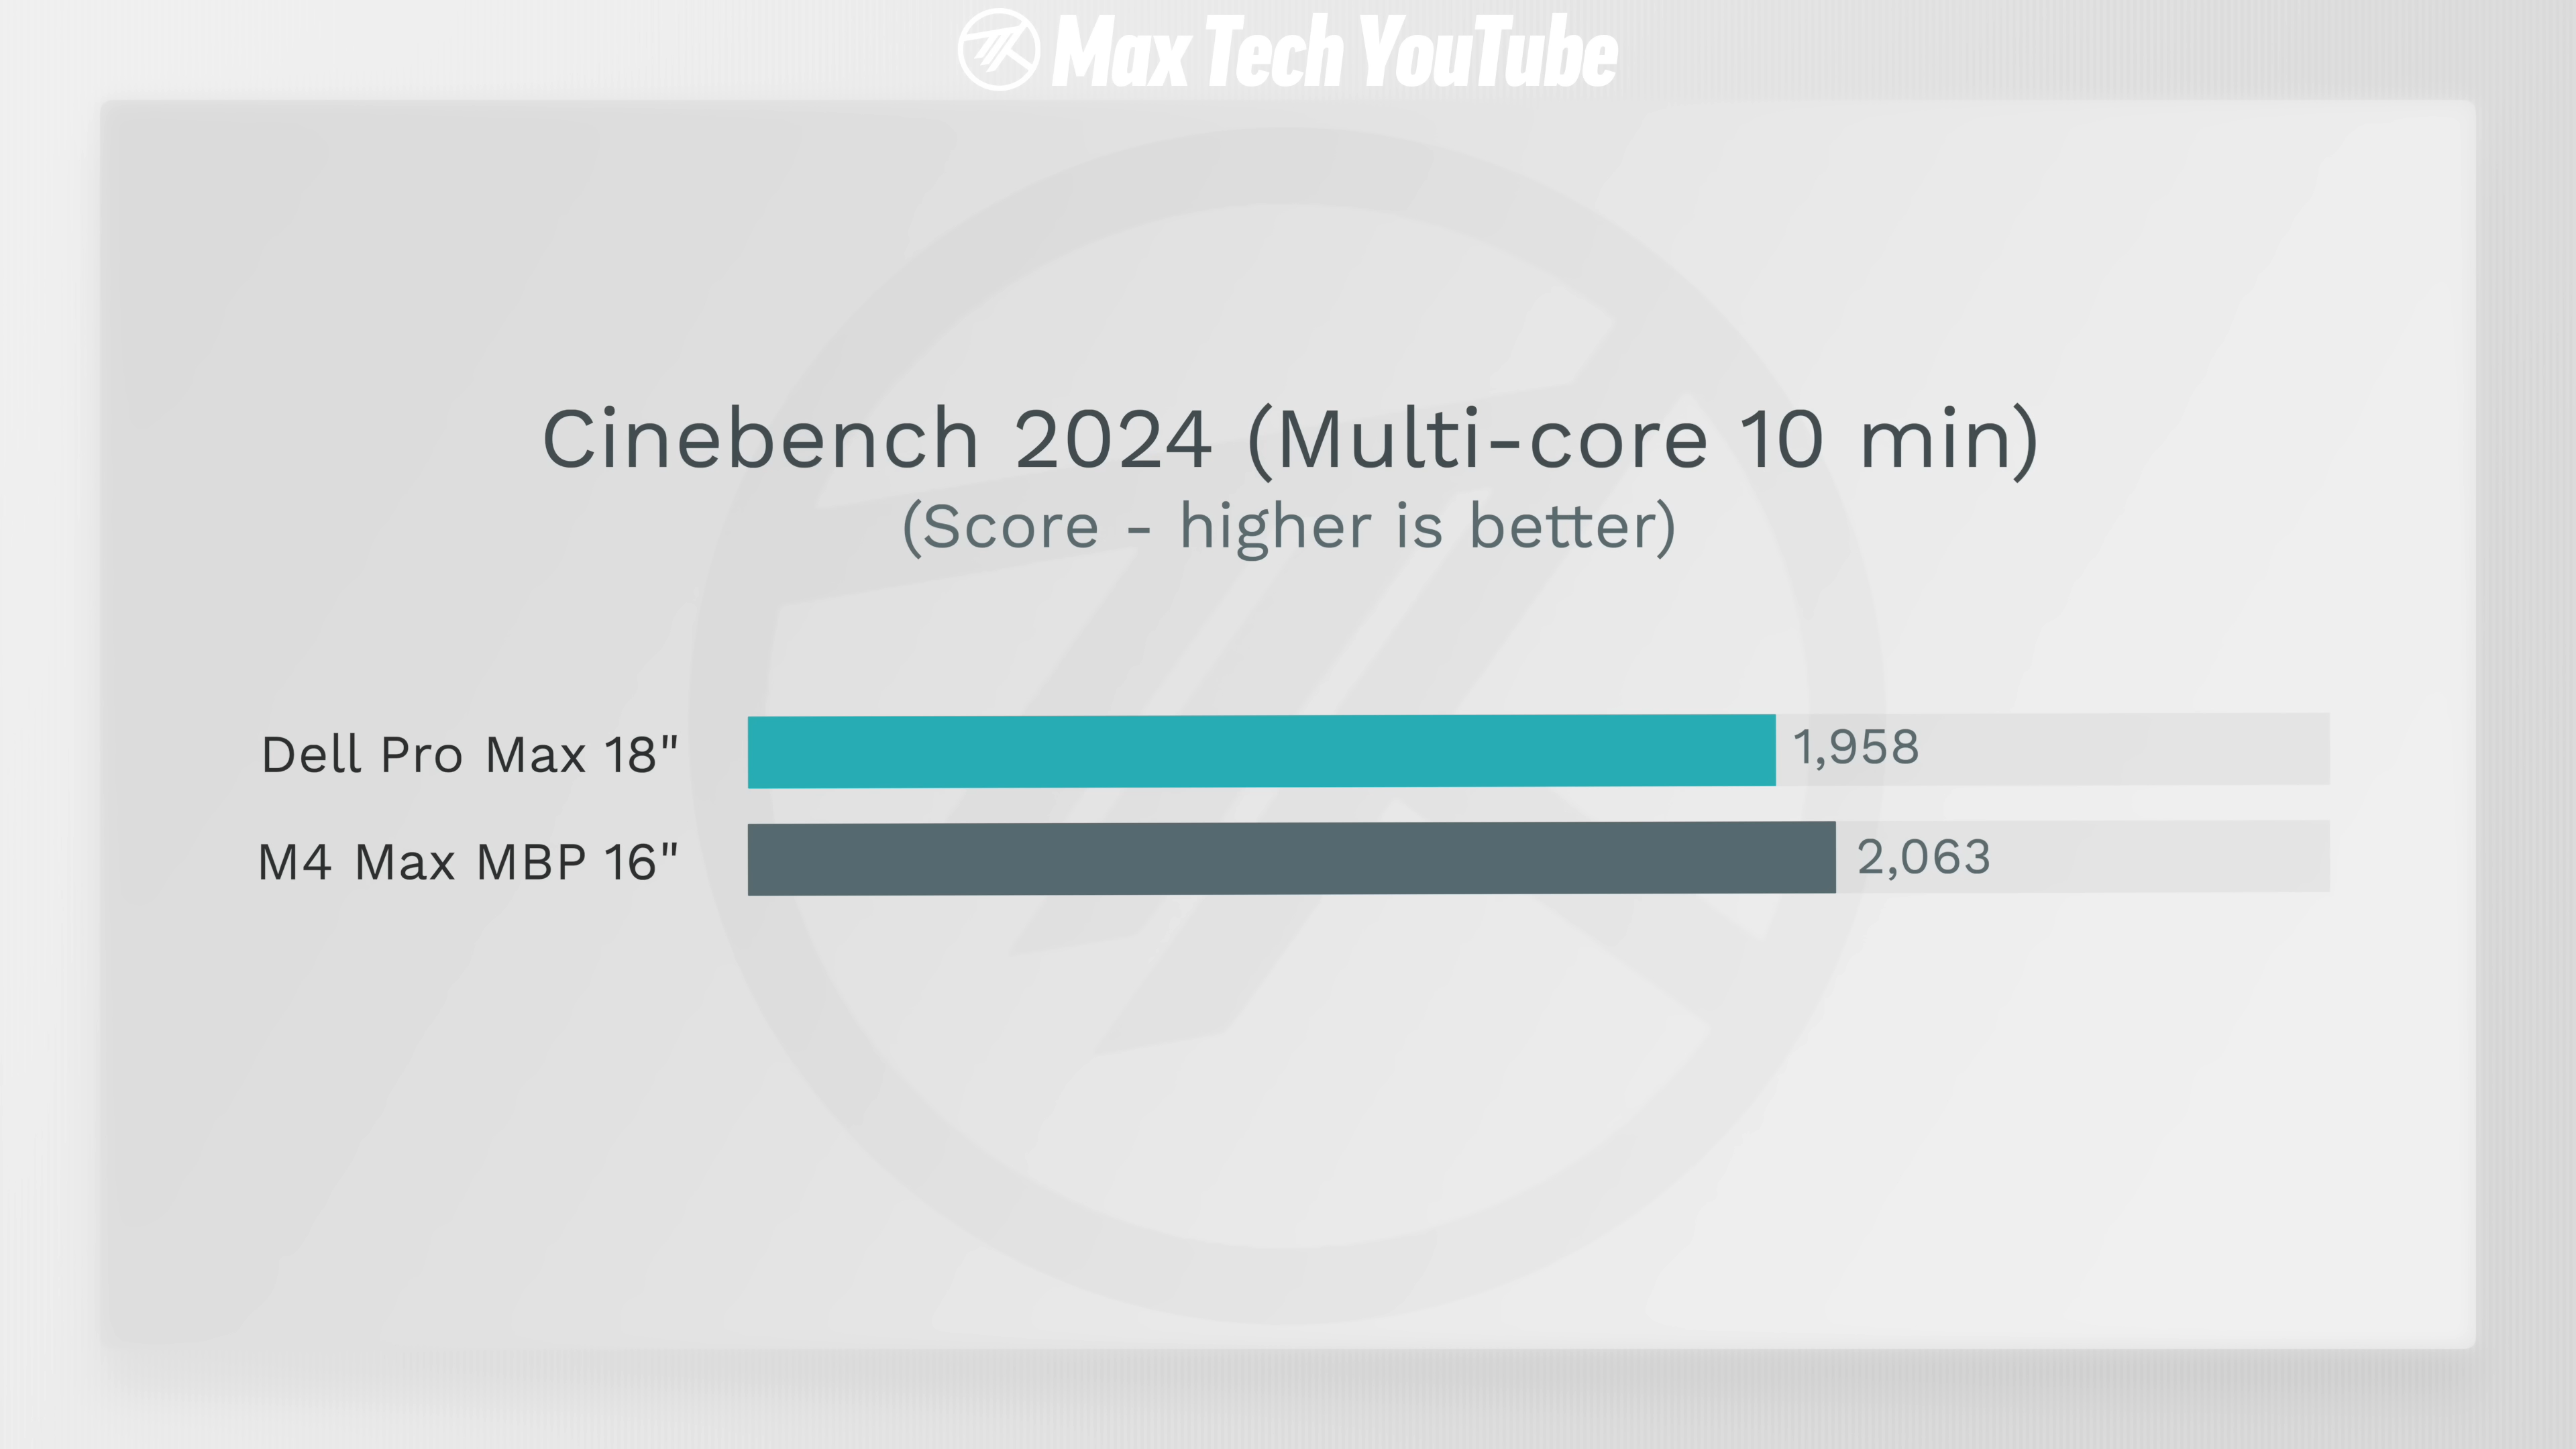 Max Tech YouTube
Cinebench 2024 (Multi-core 10 min)
(Score - higher is better)
Dell Pro Max 18" 1,958
M4 Max MBP 16" 2,063